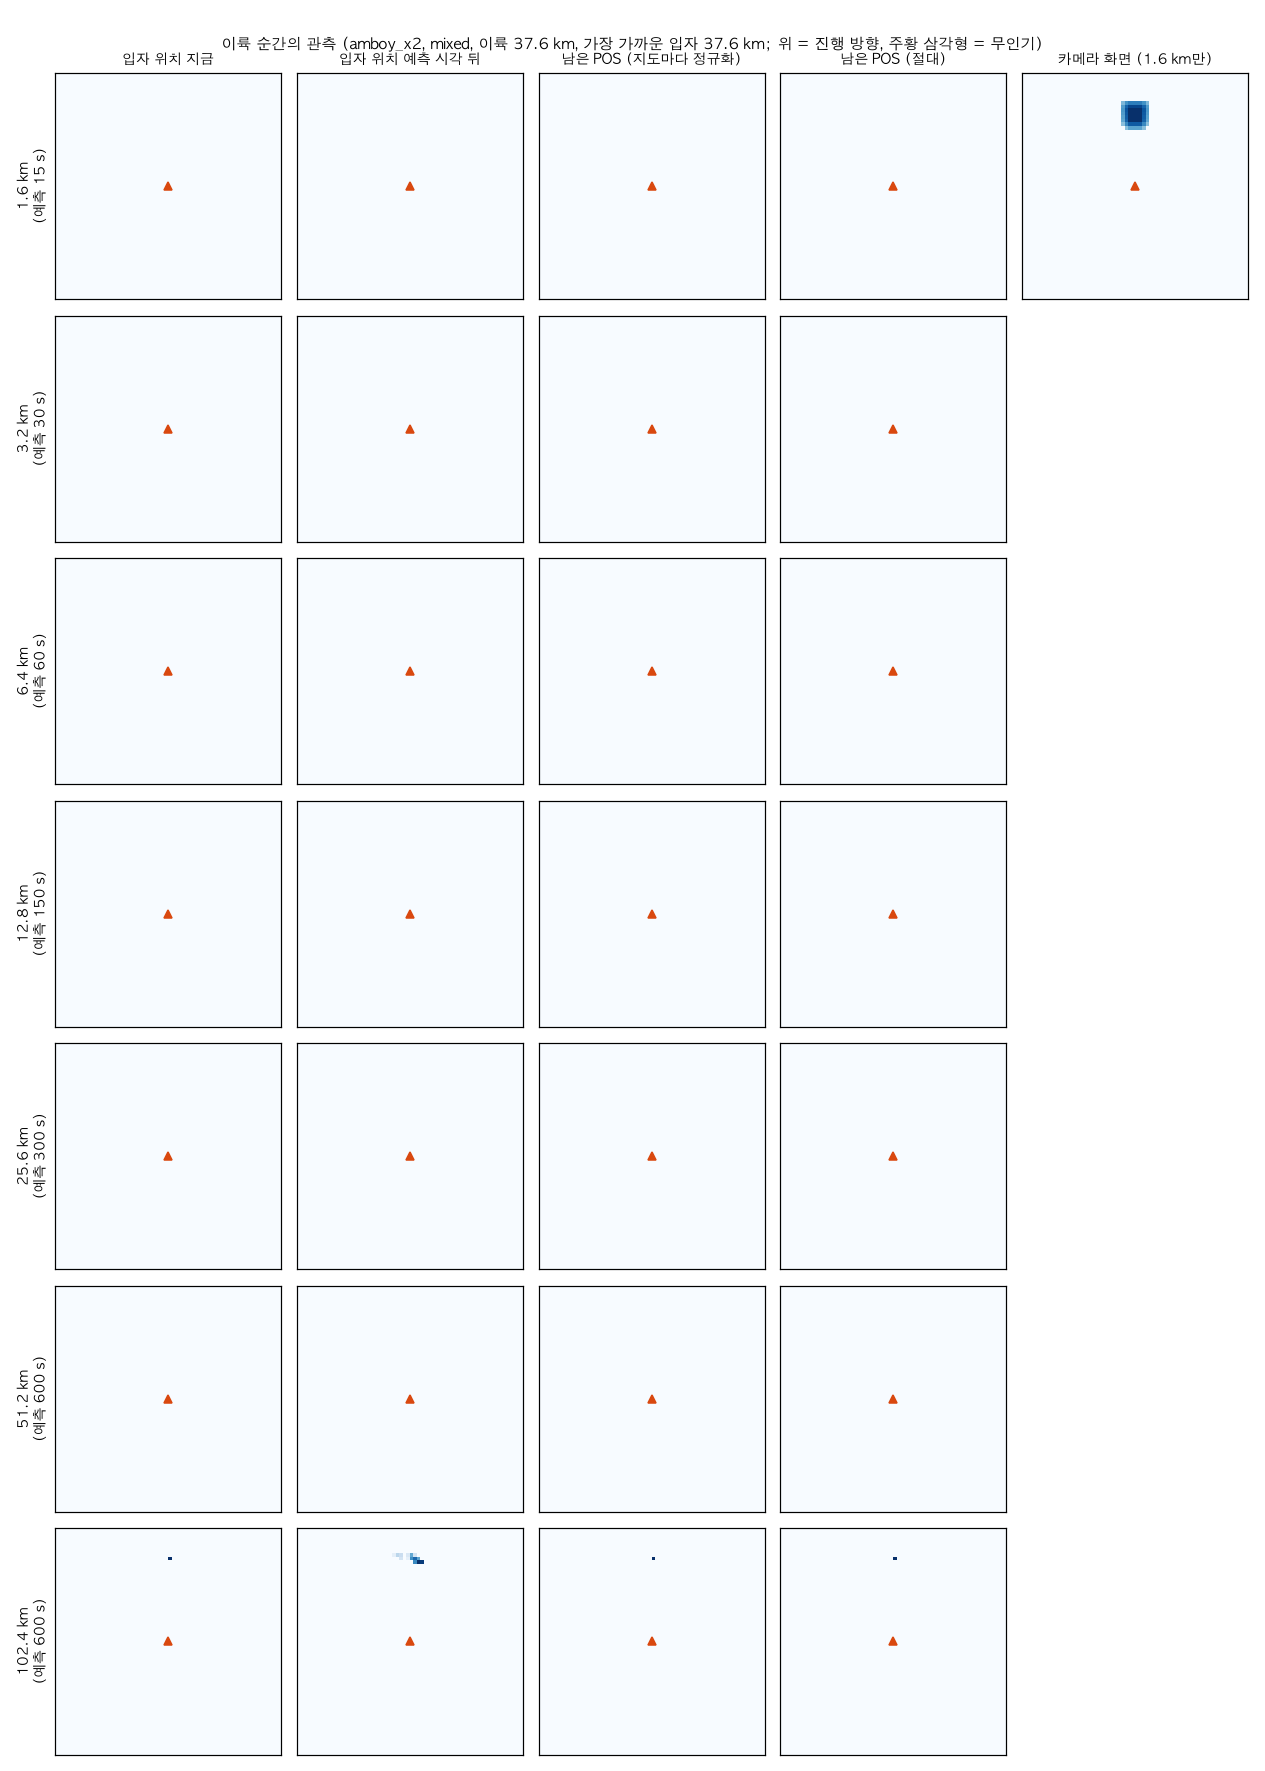 이륙 순간의 관측 (amboy_x2, mixed, 이륙 37.6 km, 가장 가까운 입자 37.6 km; 위 = 진행 방향, 주황 삼각형 = 무인기)
입자 위치 지금
입자 위치 예측 시각 뒤
남은 POS (지도마다 정규화)
남은 POS (절대)
카메라 화면 (1.6 km만)
1.6 km
(예측 15 s)
3.2 km
(예측 30 s)
6.4 km
(예측 60 s)
12.8 km
(예측 150 s)
25.6 km
(예측 300 s)
51.2 km
(예측 600 s)
102.4 km
(예측 600 s)